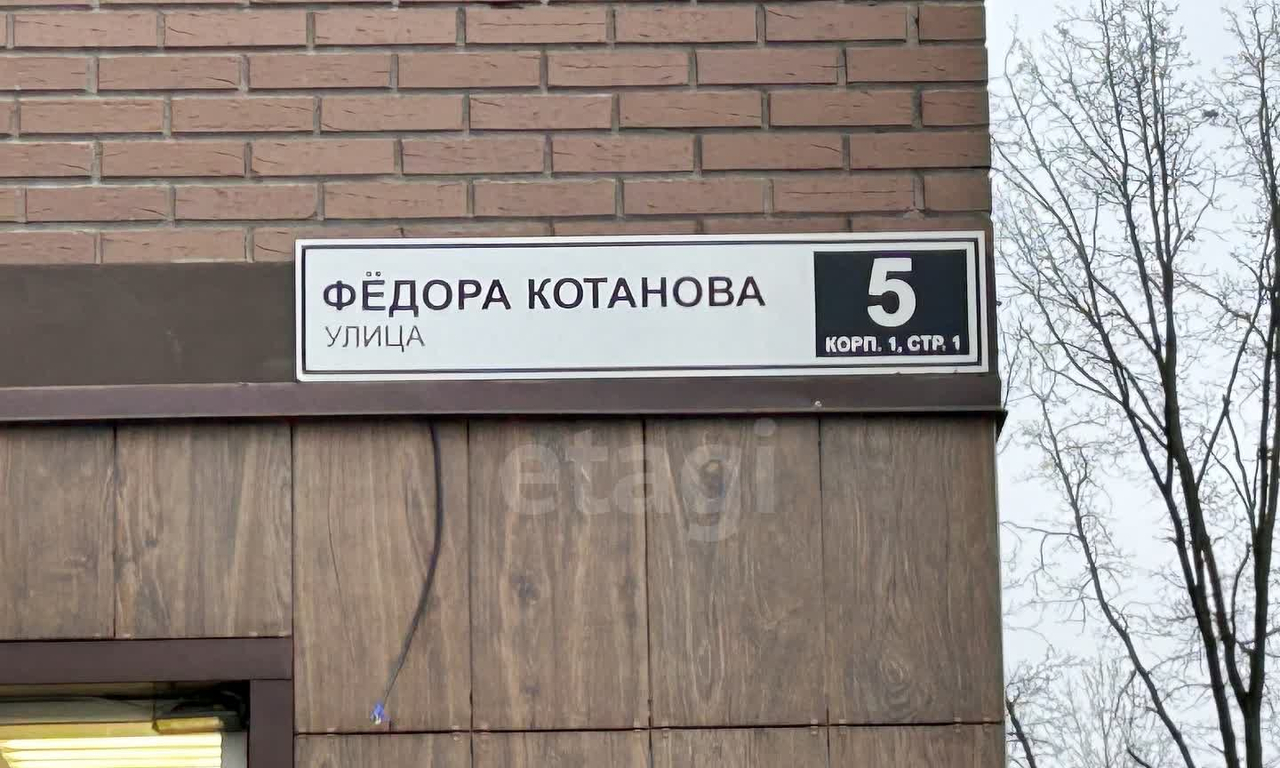 ФЁДОРА КОТАНОВА
УЛИЦА
5
КОРП. 1, СТР. 1
etagi